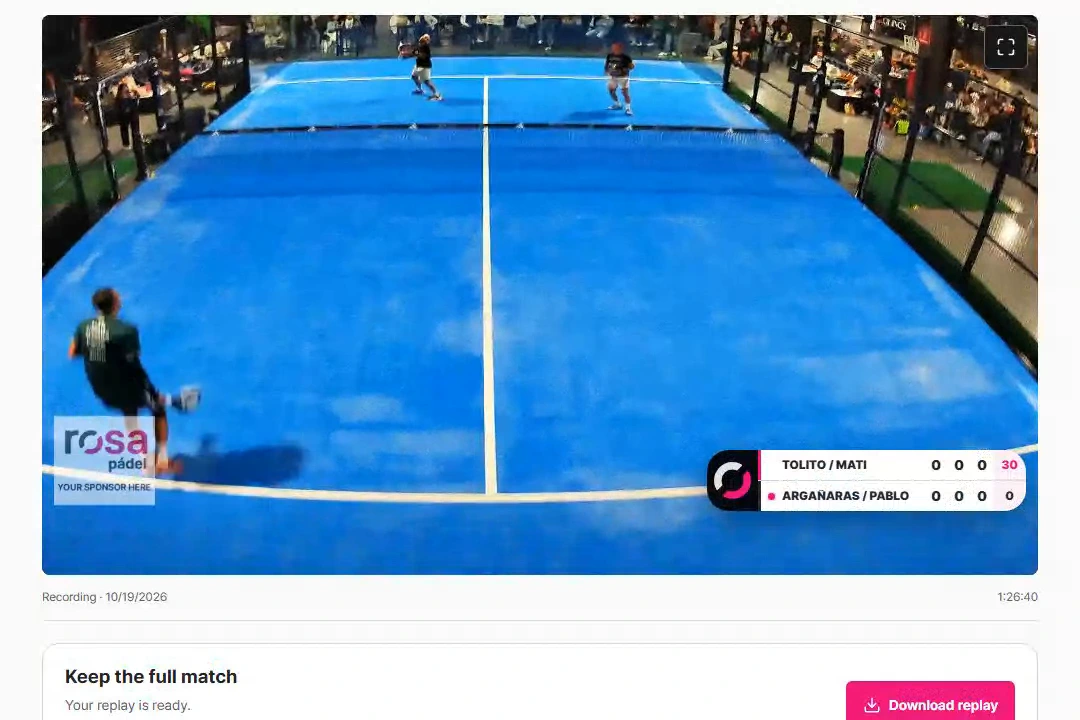 rosa
pádel
YOUR SPONSOR HERE
TOLITO / MATI 0 0 0 30
ARGAÑARAS / PABLO 0 0 0 0
Recording · 10/19/2026 1:26:40
Keep the full match
Your replay is ready.
Download replay